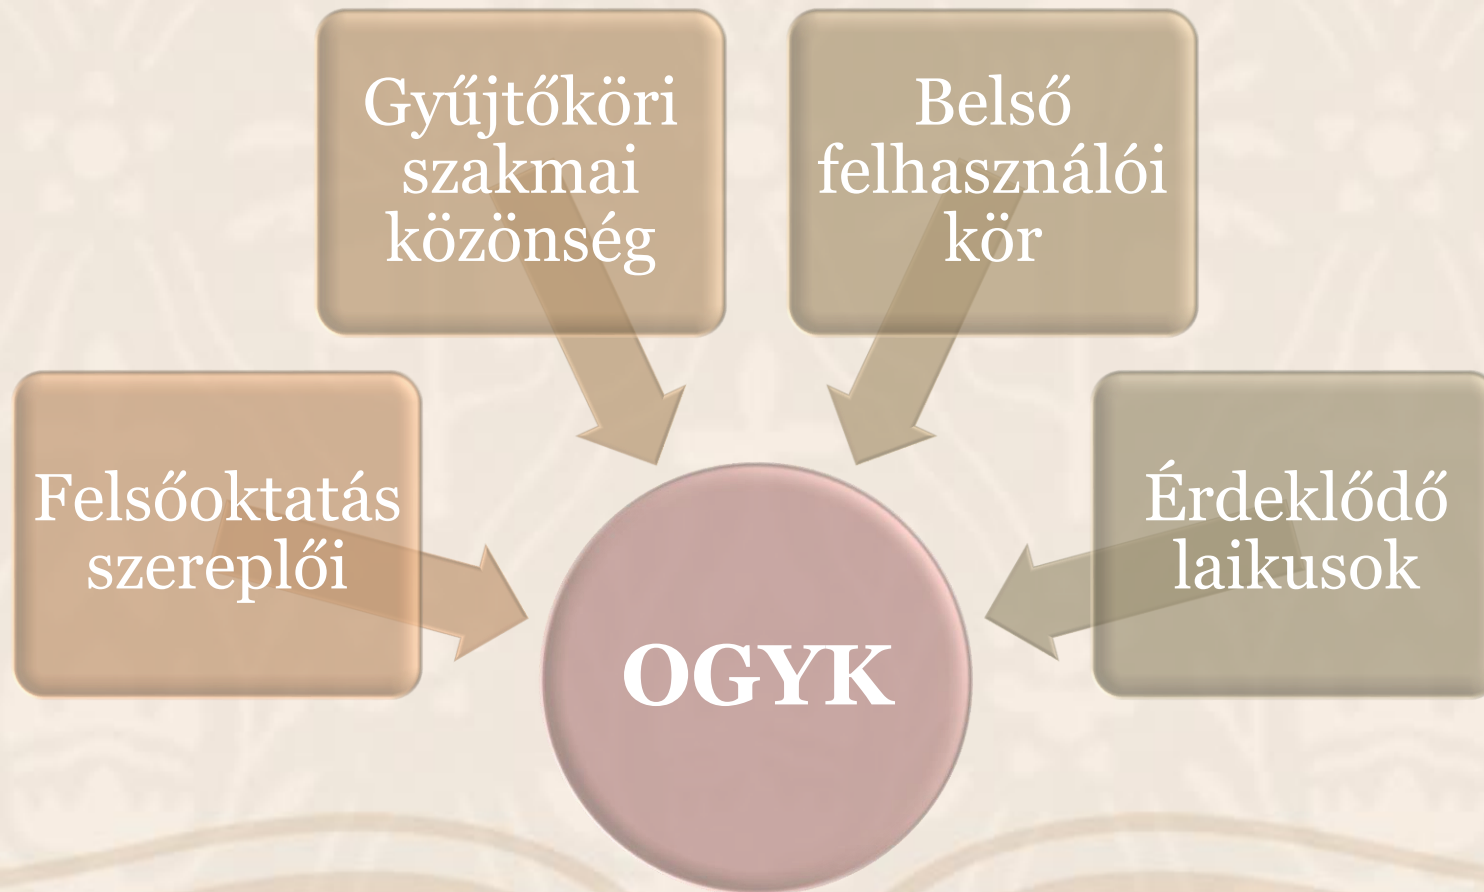 Gyűjtőköri
szakmai
közönség
Belső
felhasználói
kör
Felsőoktatás
szereplői
Érdeklődő
laikusok
OGYK